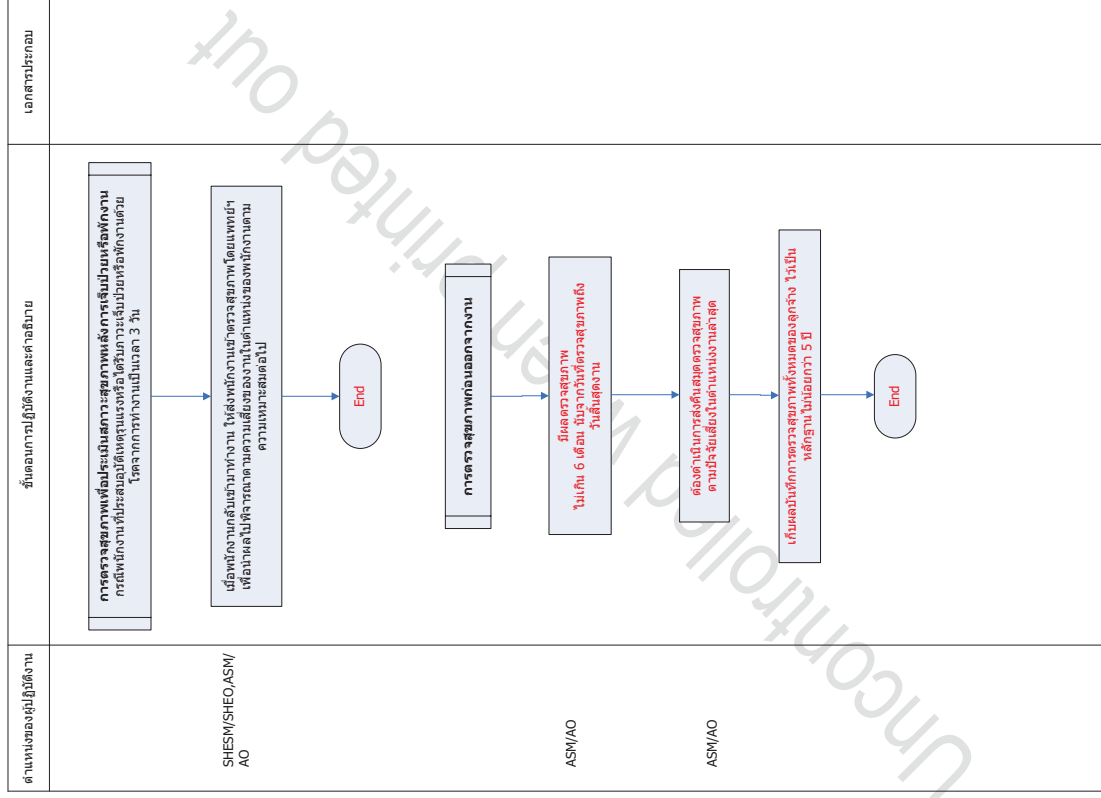 ตำแหน่งของผู้ปฏิบัติงาน
ขั้นตอนการปฏิบัติงานและคำอธิบาย
เอกสารประกอบ
การตรวจสุขภาพเพื่อประเมินสภาวะสุขภาพหลังการเจ็บป่วยหรือพักงาน
กรณีพนักงานที่ประสบอุบัติเหตุรุนแรงหรือได้รับภาวะเจ็บป่วยหรือพักงานด้วย
โรคจากการทำงานเป็นเวลา 3 วัน
SHESM/SHEO,ASM/
AO
เมื่อพนักงานกลับเข้ามาทำงาน ให้ส่งพนักงานเข้าตรวจสุขภาพโดยแพทย์ฯ
เพื่อนำผลไปพิจารณาตามความเสี่ยงของงานในตำแหน่งของพนักงานตาม
ความเหมาะสมต่อไป
End
การตรวจสุขภาพก่อนออกจากงาน
ASM/AO
มีผลตรวจสุขภาพ
ไม่เกิน 6 เดือน นับจากวันที่ตรวจสุขภาพถึง
วันสิ้นสุดงาน
ASM/AO
ต้องดำเนินการส่งคืนสมุดตรวจสุขภาพ
ตามปัจจัยเสี่ยงในตำแหน่งงานล่าสุด
เก็บผลบันทึกการตรวจสุขภาพทั้งหมดของลูกจ้าง ไว้เป็น
หลักฐานไม่น้อยกว่า 5 ปี
End
Uncontrolled when printed out